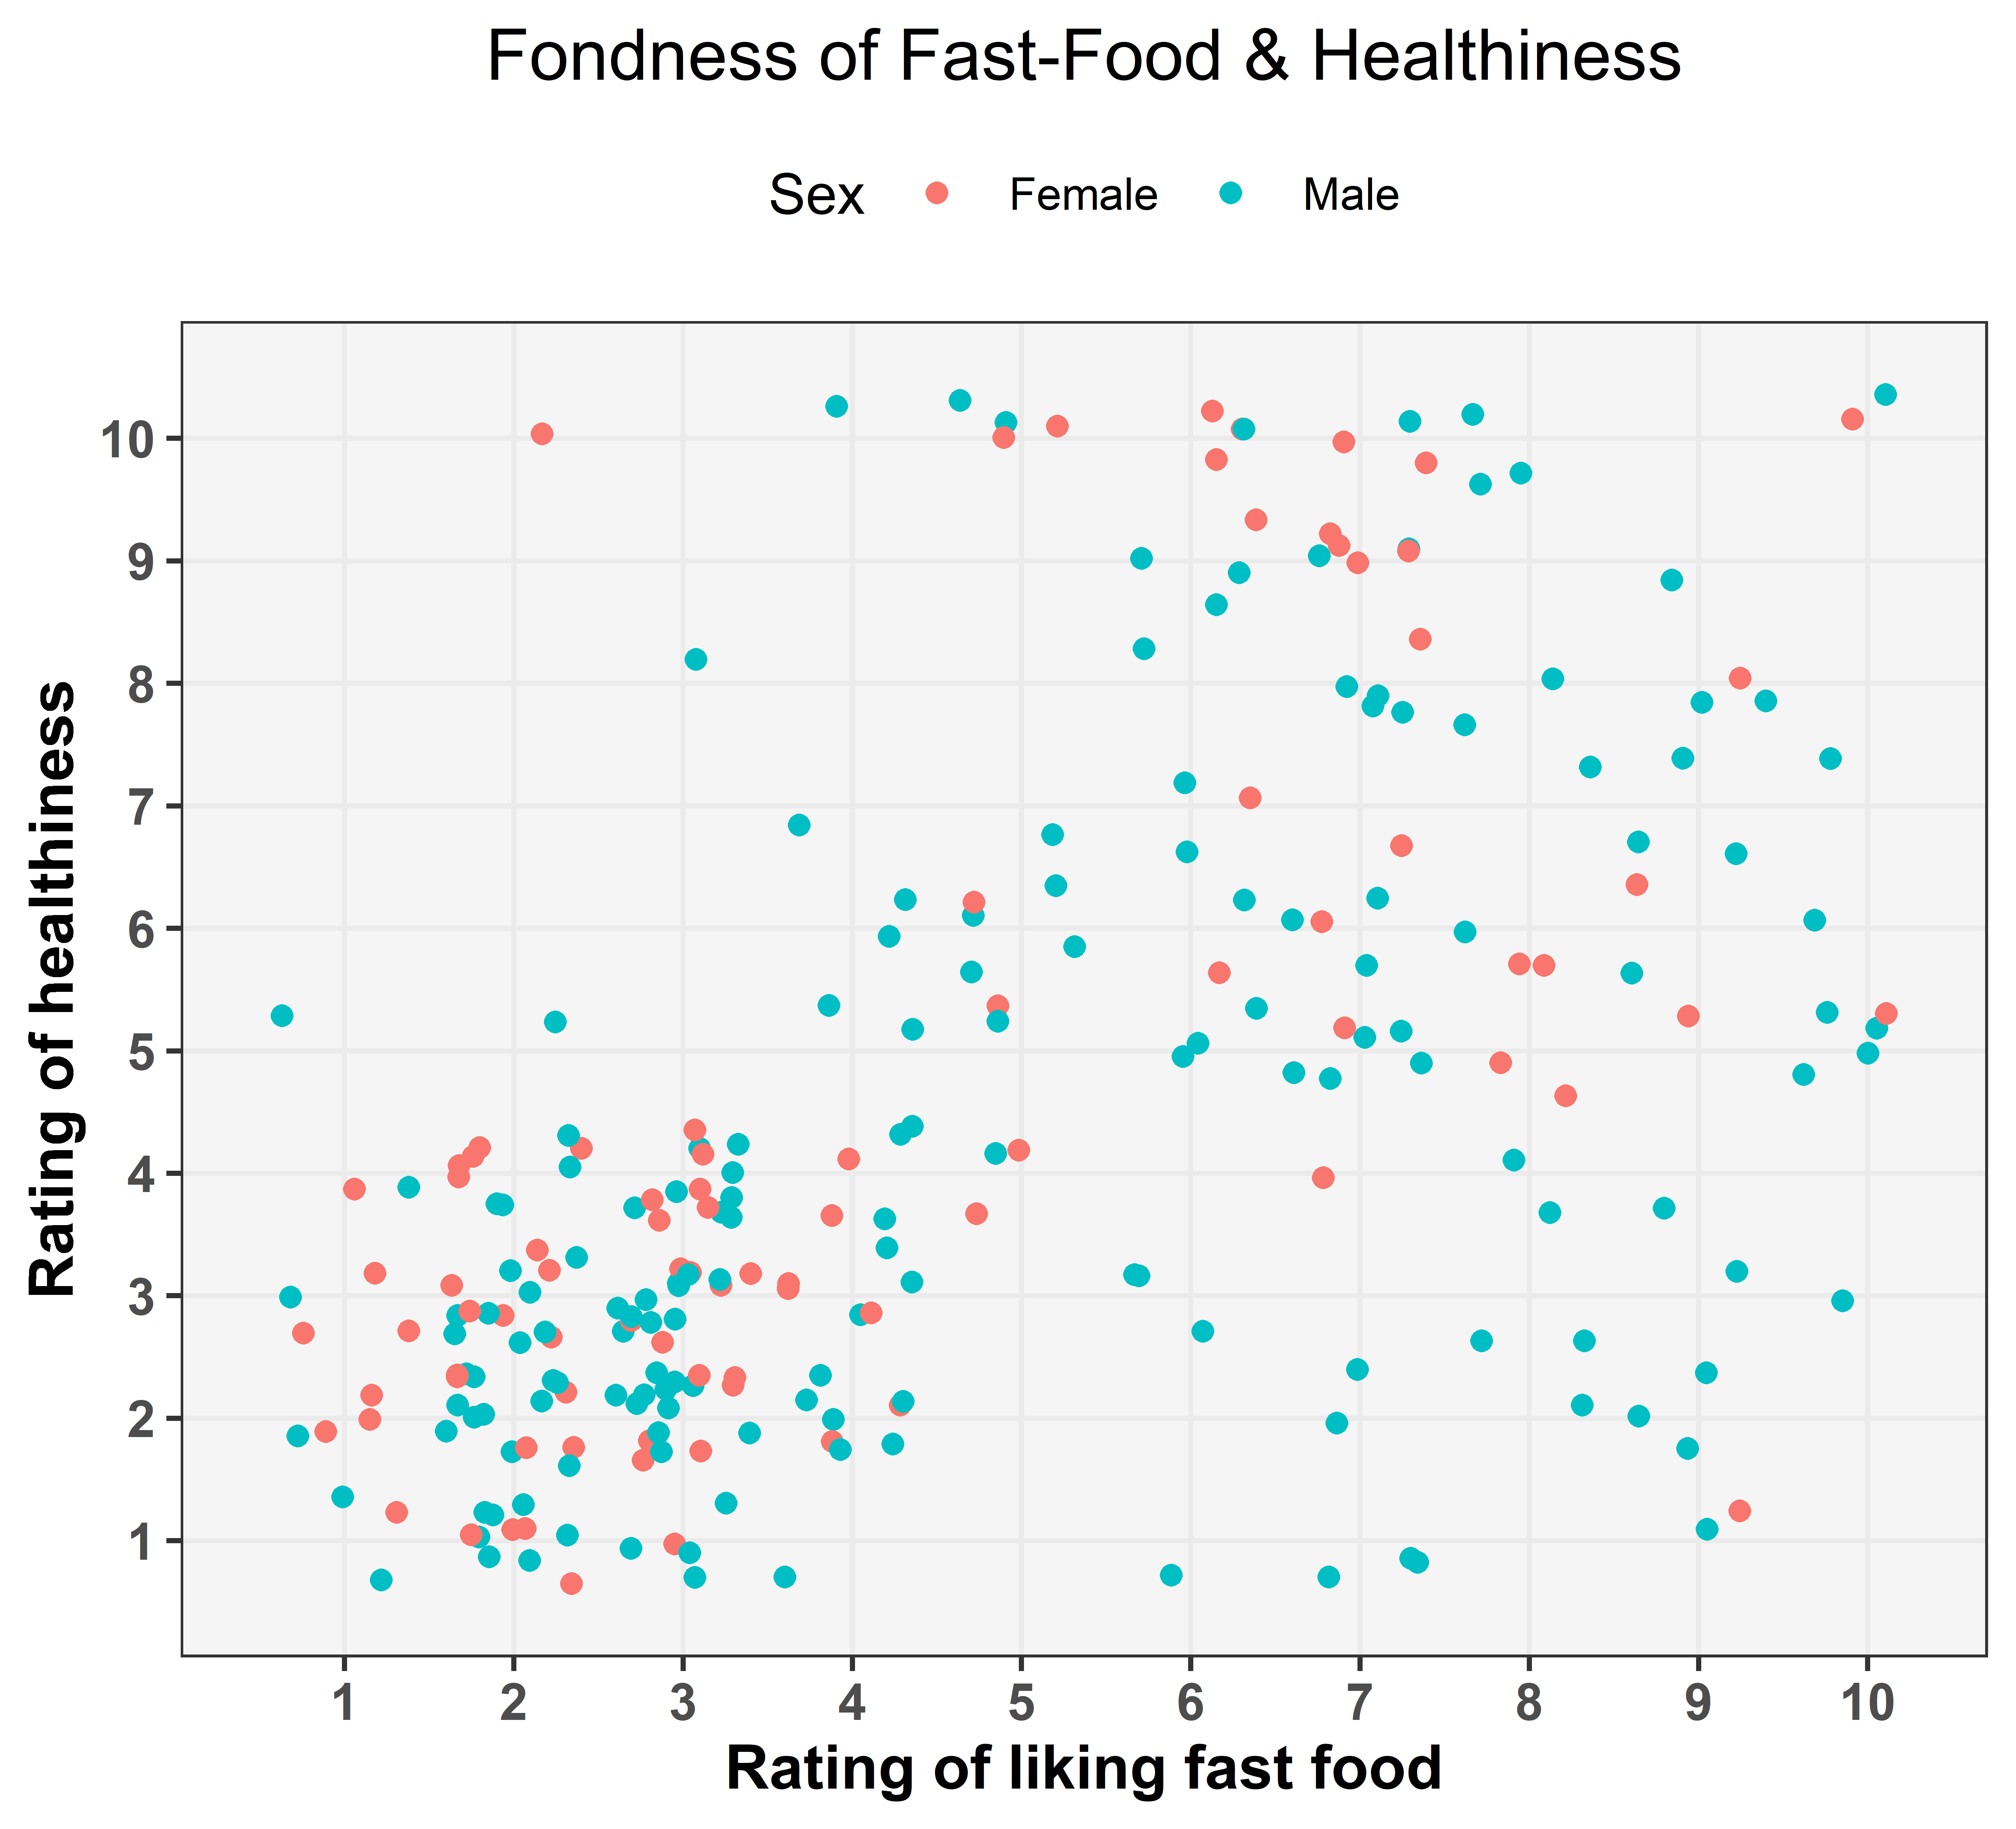 Fondness of Fast-Food & Healthiness
Sex Female Male
Rating of healthiness
10
9
8
7
6
5
4
3
2
1
1 2 3 4 5 6 7 8 9 10
Rating of liking fast food